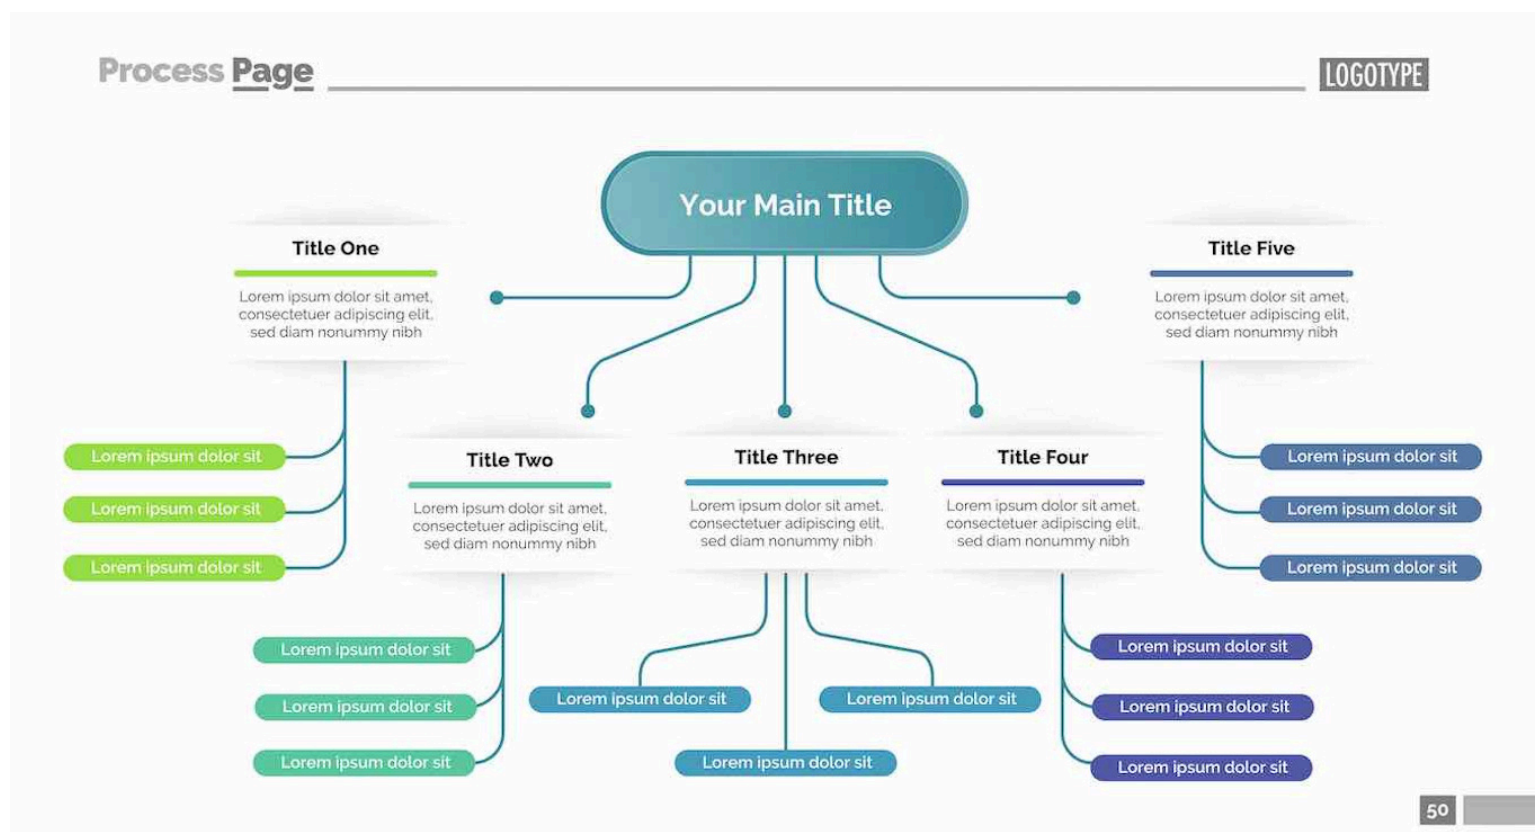 Process Page
LOGOTYPE
Your Main Title
Title One
Lorem ipsum dolor sit amet,
consectetuer adipiscing elit,
sed diam nonummy nibh
Lorem ipsum dolor sit
Lorem ipsum dolor sit
Lorem ipsum dolor sit
Title Two
Lorem ipsum dolor sit amet,
consectetuer adipiscing elit,
sed diam nonummy nibh
Lorem ipsum dolor sit
Lorem ipsum dolor sit
Lorem ipsum dolor sit
Title Three
Lorem ipsum dolor sit amet,
consectetuer adipiscing elit,
sed diam nonummy nibh
Lorem ipsum dolor sit
Lorem ipsum dolor sit
Lorem ipsum dolor sit
Title Four
Lorem ipsum dolor sit amet,
consectetuer adipiscing elit,
sed diam nonummy nibh
Lorem ipsum dolor sit
Lorem ipsum dolor sit
Lorem ipsum dolor sit
Title Five
Lorem ipsum dolor sit amet,
consectetuer adipiscing elit,
sed diam nonummy nibh
Lorem ipsum dolor sit
Lorem ipsum dolor sit
Lorem ipsum dolor sit
50